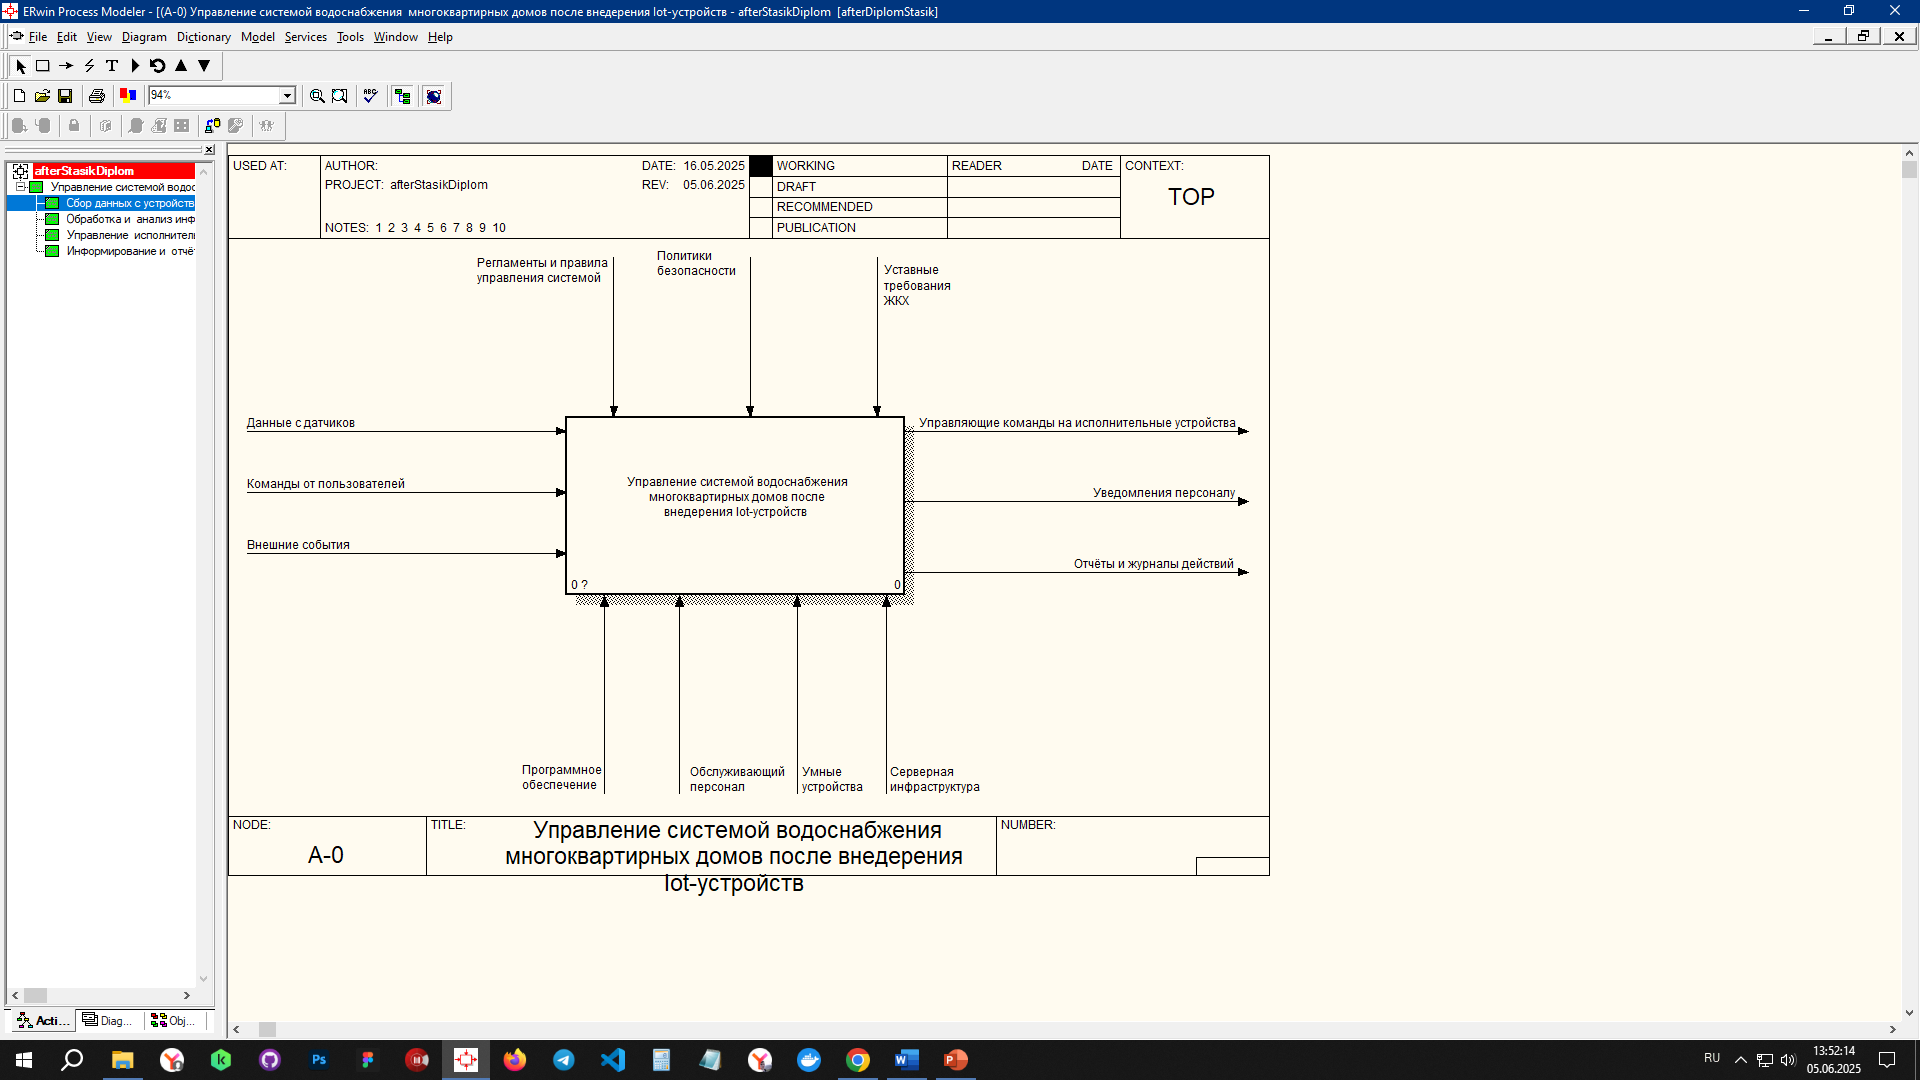 ERwin Process Modeler - [(A-0) Управление системой водоснабжения  многоквартирных домов после внедерения Iot-устройств - afterStasikDiplom  [afterDiplomStasik]
File Edit View Diagram Dictionary Model Services Tools Window Help
94%
afterStasikDiplom
Управление системой водос
Сбор данных с устройств
Обработка и  анализ инф
Управление  исполнител
Информирование и  отчё
Acti... Diag... Obj...
USED AT:
AUTHOR:
DATE: 16.05.2025
PROJECT: afterStasikDiplom
REV: 05.06.2025
NOTES: 1 2 3 4 5 6 7 8 9 10
WORKING
DRAFT
RECOMMENDED
PUBLICATION
READER DATE
CONTEXT:
TOP
Регламенты и правила
управления системой
Политики
безопасности
Уставные
требования
ЖКХ
Данные с датчиков
Команды от пользователей
Внешние события
Управление системой водоснабжения
многоквартирных домов после
внедерения Iot-устройств
0 ?
0
Управляющие команды на исполнительные устройства
Уведомления персоналу
Отчёты и журналы действий
Программное
обеспечение
Обслуживающий
персонал
Умные
устройства
Серверная
инфраструктура
NODE:
A-0
TITLE:
Управление системой водоснабжения
многоквартирных домов после внедерения
Iot-устройств
NUMBER:
RU
13:52:14
05.06.2025